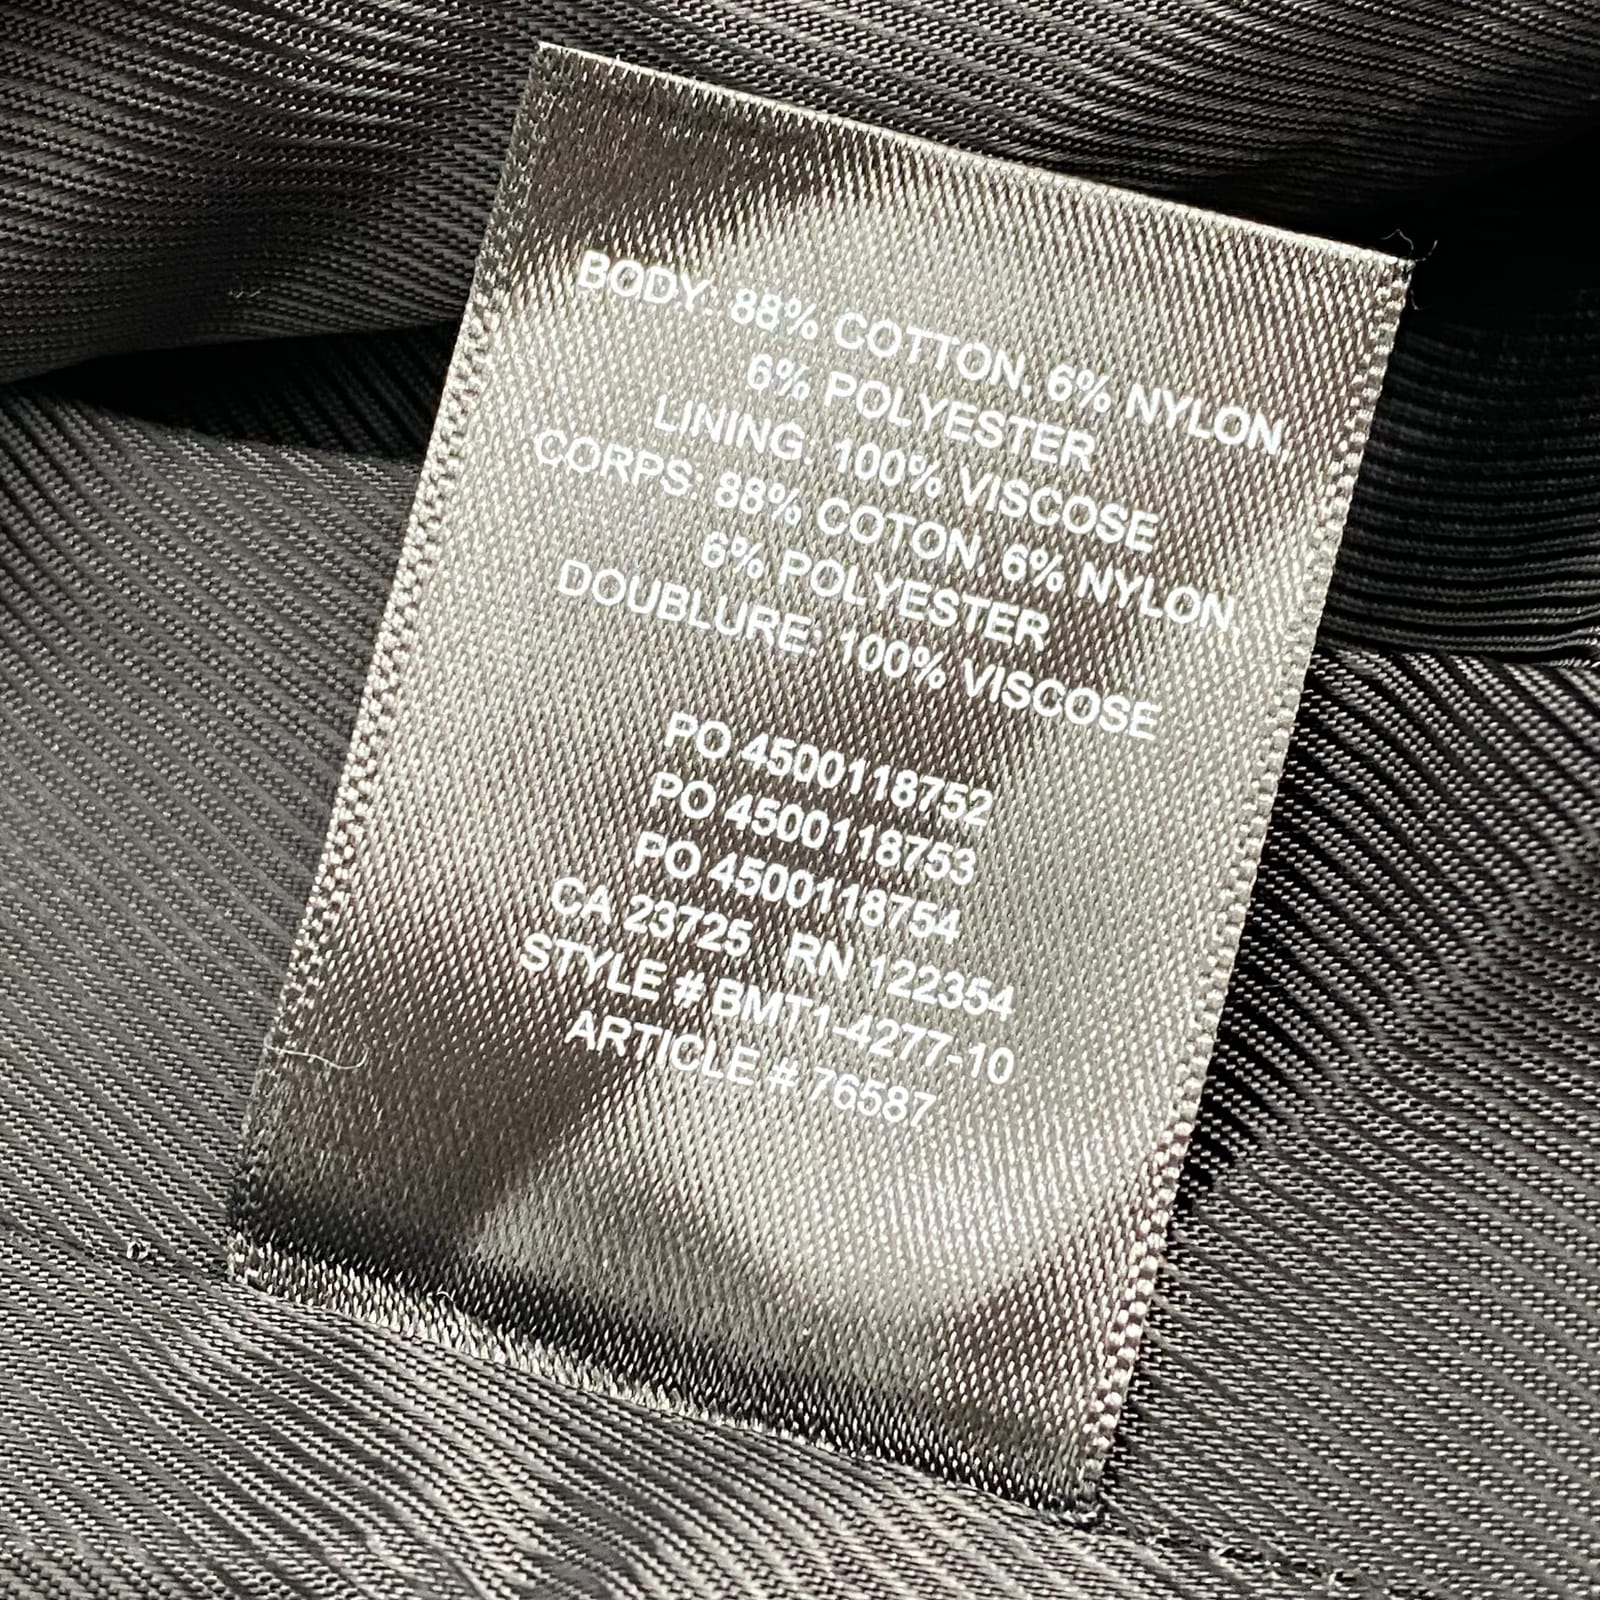 BODY: 88% COTTON, 6% NYLON,
6% POLYESTER
LINING: 100% VISCOSE
CORPS: 88% COTON, 6% NYLON,
6% POLYESTER
DOUBLURE: 100% VISCOSE
PO 4500118752
PO 4500118753
PO 4500118754
CA 23725 RN 122354
STYLE # BMT1-4277-10
ARTICLE # 76587